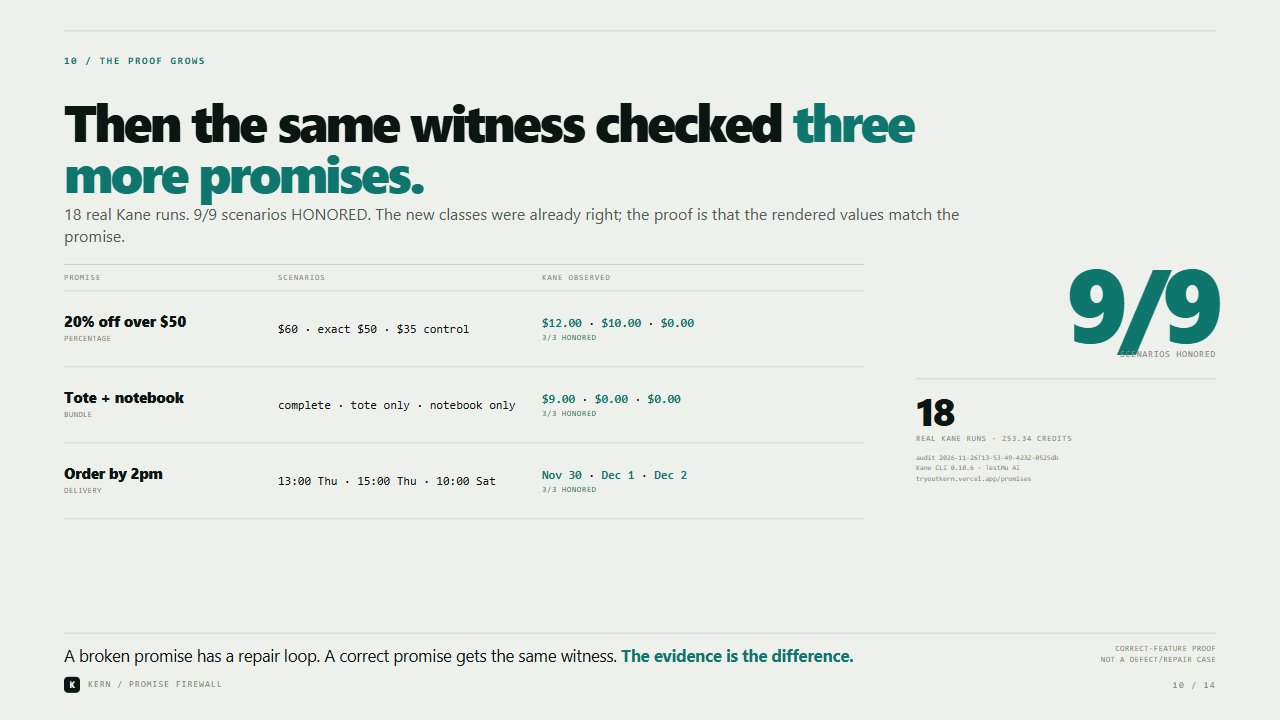 10 / THE PROOF GROWS
Then the same witness checked three
more promises.
18 real Kane runs. 9/9 scenarios HONORED. The new classes were already right; the proof is that the rendered values match the
promise.
PROMISE SCENARIOS KANE OBSERVED
20% off over $50
PERCENTAGE
$60 · exact $50 · $35 control
$12.00 · $10.00 · $0.00
3/3 HONORED
Tote + notebook
BUNDLE
complete · tote only · notebook only
$9.00 · $0.00 · $0.00
3/3 HONORED
Order by 2pm
DELIVERY
13:00 Thu · 15:00 Thu · 10:00 Sat
Nov 30 · Dec 1 · Dec 2
3/3 HONORED
9/9
SCENARIOS HONORED
18
REAL KANE RUNS · 253.34 CREDITS
audit 2026-11-26T13-53-49-423Z-0525db
Kane CLI 0.10.6 · TestMu AI
tryoutkern.vercel.app/promises
A broken promise has a repair loop. A correct promise gets the same witness. The evidence is the difference.
CORRECT-FEATURE PROOF
NOT A DEFECT/REPAIR CASE
K KERN / PROMISE FIREWALL
10 / 14